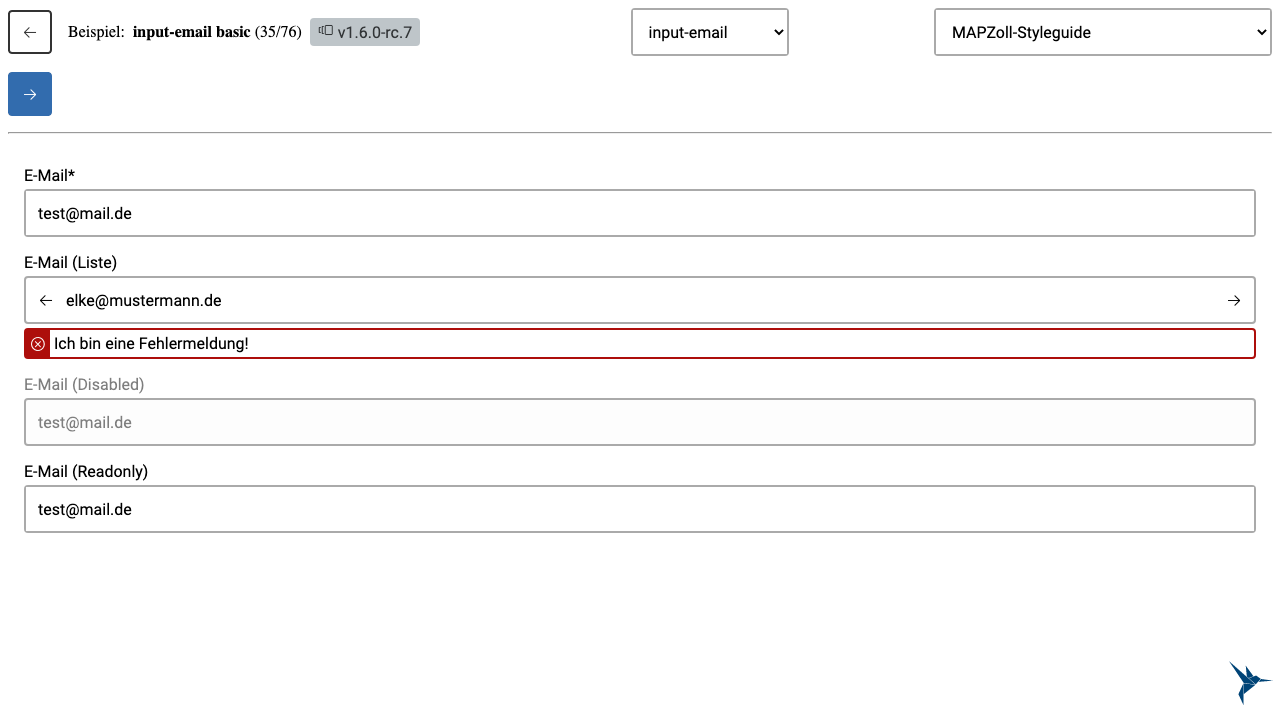 Beispiel: input-email basic (35/76) v1.6.0-rc.7 input-email MAPZoll-Styleguide
E-Mail*
test@mail.de
E-Mail (Liste)
elke@mustermann.de
Ich bin eine Fehlermeldung!
E-Mail (Disabled)
test@mail.de
E-Mail (Readonly)
test@mail.de